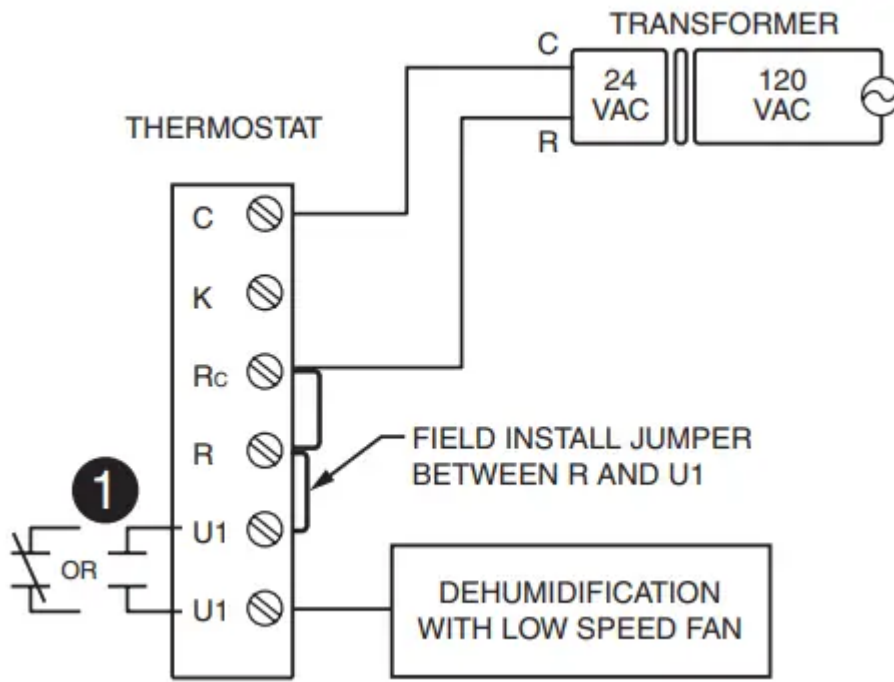 TRANSFORMER
C
24
VAC
120
VAC
R
THERMOSTAT
C
K
Rc
R
FIELD INSTALL JUMPER
BETWEEN R AND U1
1
U1
OR
U1
DEHUMIDIFICATION
WITH LOW SPEED FAN